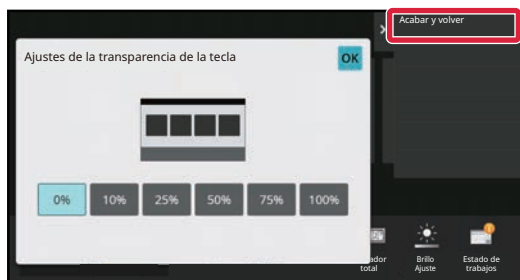 Acabar y volver
Ajustes de la transparencia de la tecla
OK
0% 10% 25% 50% 75% 100%
total
Brillo
Ajuste
Estado de
trabajos